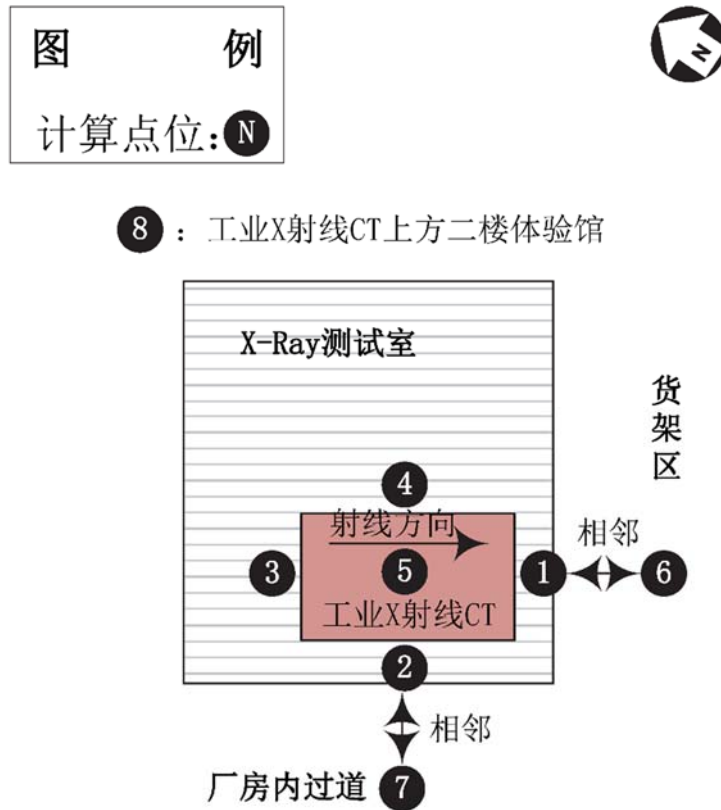 图 例
计算点位：N
N
8：工业X射线CT上方二楼体验馆
X-Ray测试室
货架区
4
射线方向
相邻
3 5 1 6
工业X射线CT
2
相邻
厂房内过道 7